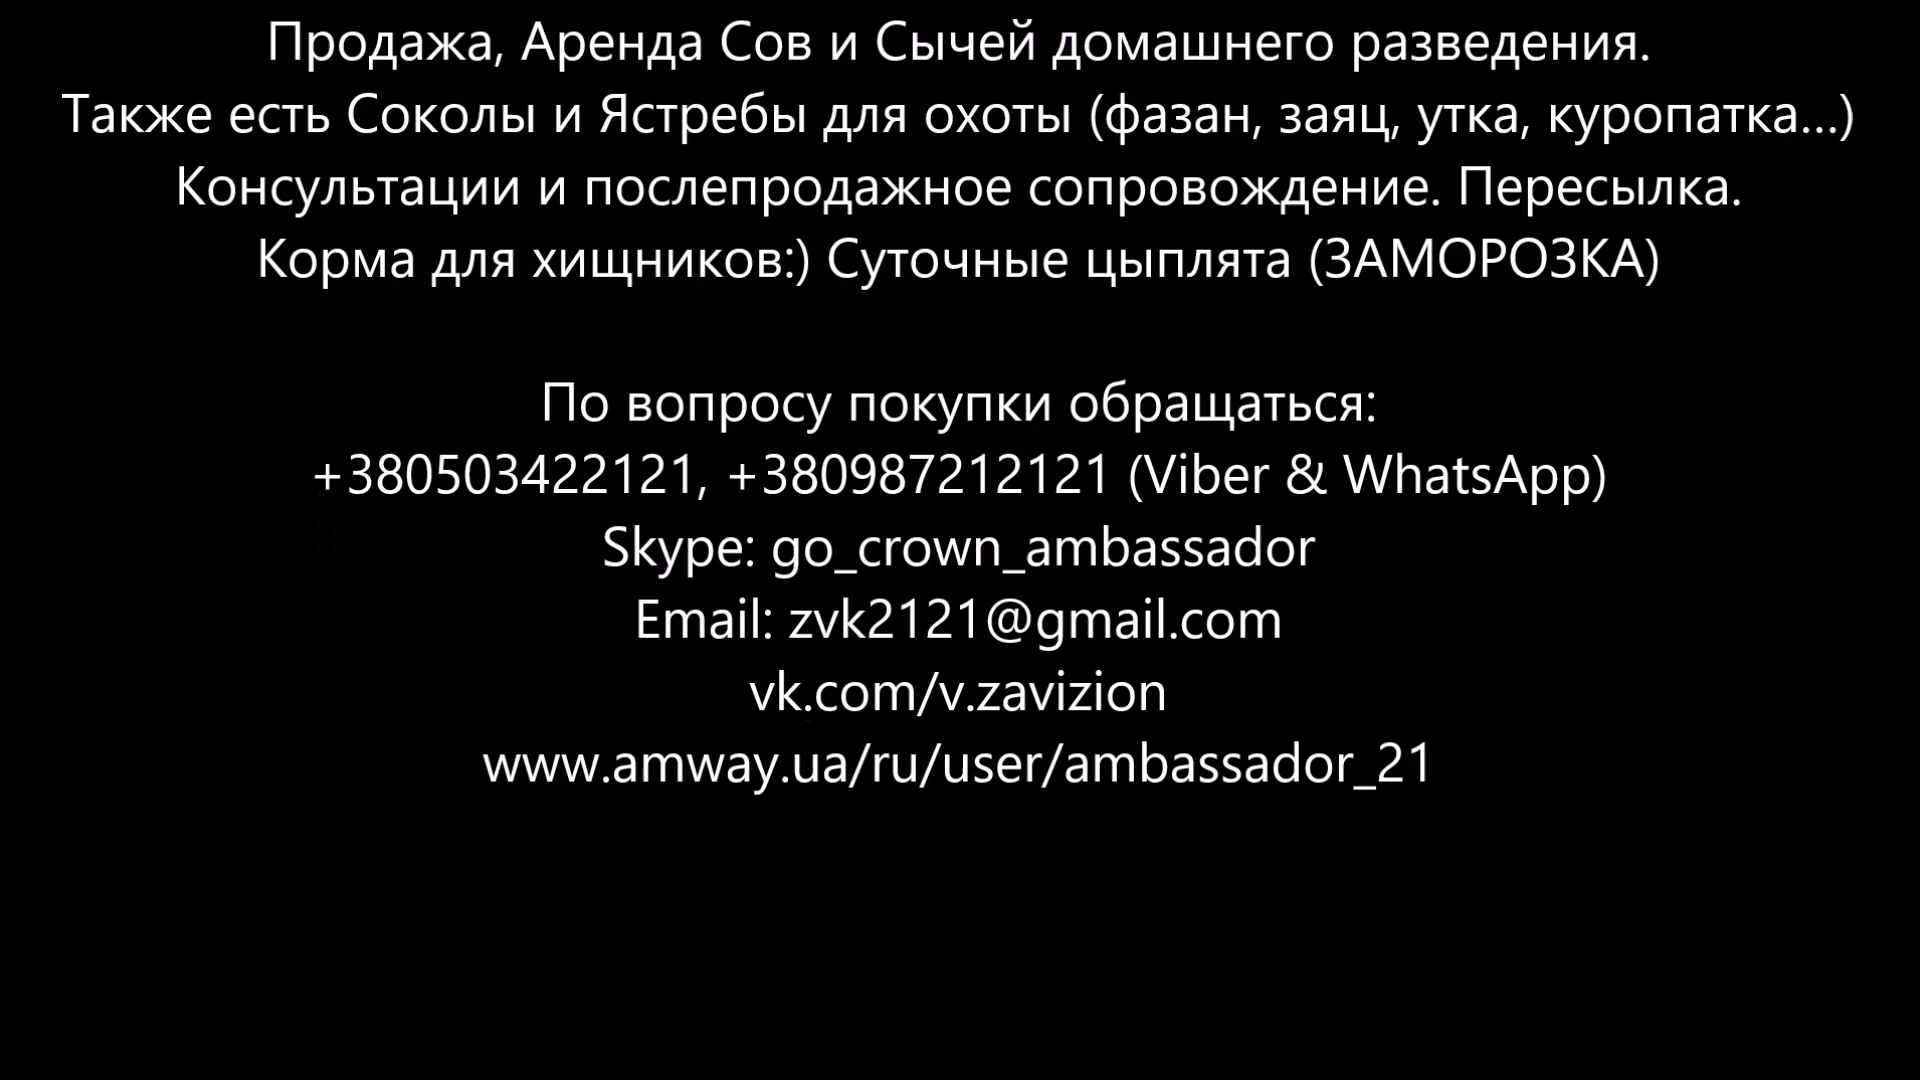 Продажа, Аренда Сов и Сычей домашнего разведения.
Также есть Соколы и Ястребы для охоты (фазан, заяц, утка, куропатка...)
Консультации и послепродажное сопровождение. Пересылка.
Корма для хищников:) Суточные цыплята (ЗАМОРОЗКА)
По вопросу покупки обращаться:
+380503422121, +380987212121 (Viber & WhatsApp)
Skype: go_crown_ambassador
Email: zvk2121@gmail.com
vk.com/v.zavizion
www.amway.ua/ru/user/ambassador_21